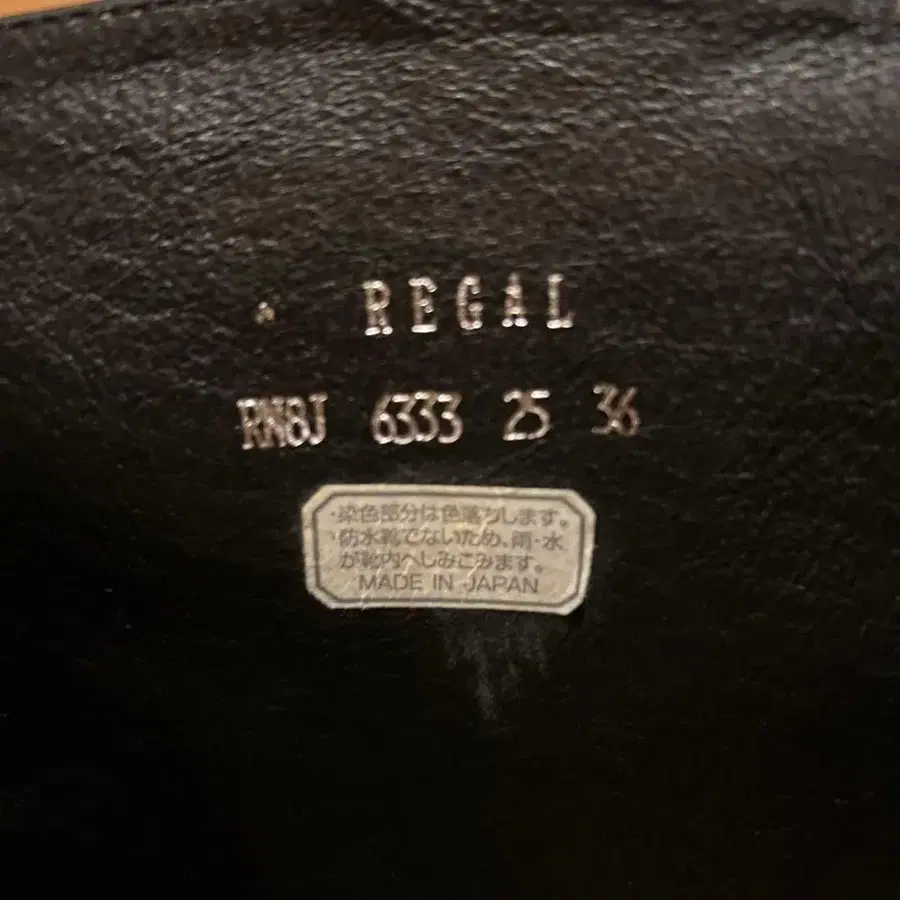 REGAL
RN8J 6333 25 36
・染色部分は色落ちします。
・防水靴でないため、雨・水
が靴内へしみこみます。
MADE IN JAPAN